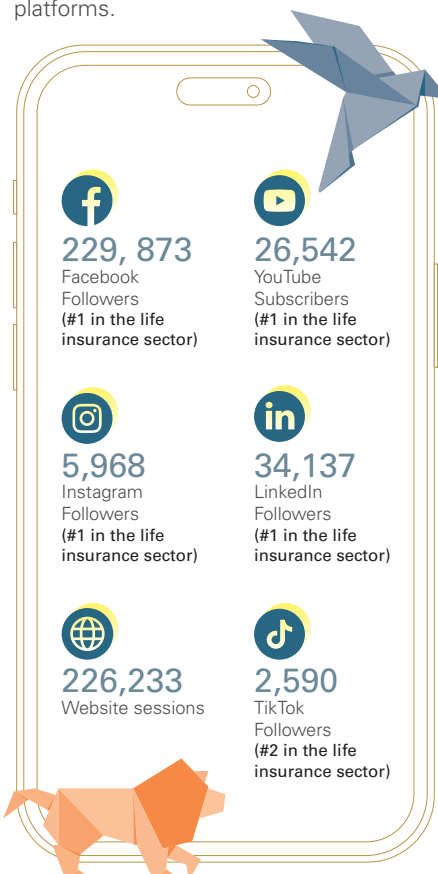 platforms.
229, 873
Facebook
Followers
(#1 in the life
insurance sector)
26,542
YouTube
Subscribers
(#1 in the life
insurance sector)
5,968
Instagram
Followers
(#1 in the life
insurance sector)
34,137
LinkedIn
Followers
(#1 in the life
insurance sector)
226,233
Website sessions
2,590
TikTok
Followers
(#2 in the life
insurance sector)